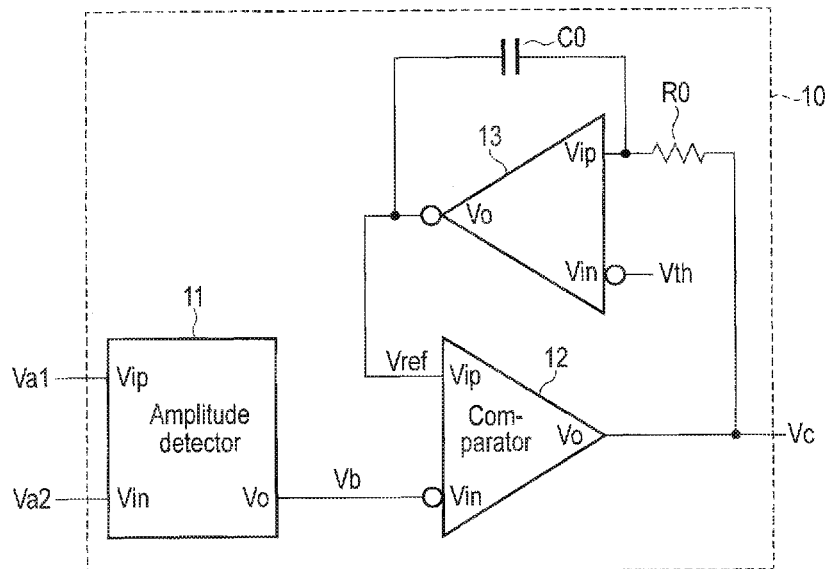 C0
10
R0
13
Vip
Vo
Vin
Vth
11
Va1
Vip
Amplitude
detector
Va2
Vin
Vo
Vb
Vref
12
Vip
Com-
parator
Vo
Vin
Vc